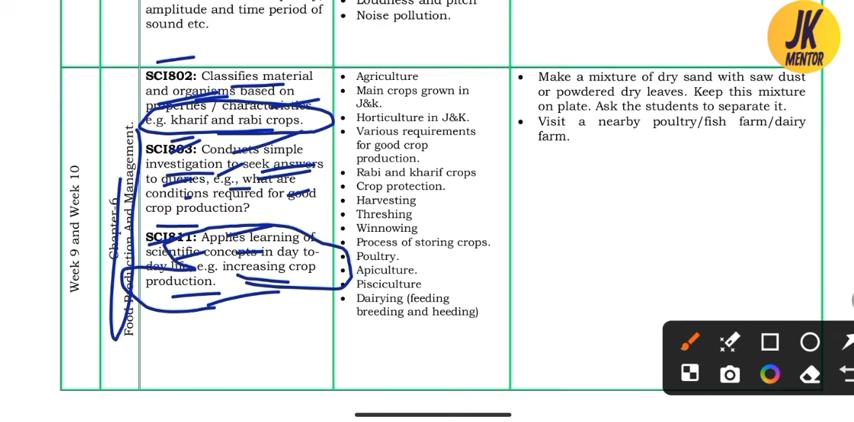 amplitude and time period of
sound etc.
Loudness and pitch
• Noise pollution.
JK
MENTOR
Week 9 and Week 10
Chapter-6
Food Production And Management.
SCI802: Classifies material
and organisms based on
properties / characteristics,
e.g. kharif and rabi crops.
SCI803: Conducts simple
investigation to seek answers
to queries, e.g., what are
conditions required for good
crop production?
SCI811: Applies learning of
scientific concepts in day to-
day life, e.g. increasing crop
production.
• Agriculture
• Main crops grown in
J&k.
• Horticulture in J&K.
• Various requirements
for good crop
production.
• Rabi and kharif crops
• Crop protection.
• Harvesting
• Threshing
• Winnowing
• Process of storing crops.
• Poultry.
• Apiculture.
• Pisciculture
• Dairying (feeding
breeding and heeding)
• Make a mixture of dry sand with saw dust
or powdered dry leaves. Keep this mixture
on plate. Ask the students to separate it.
• Visit a nearby poultry/fish farm/dairy
farm.